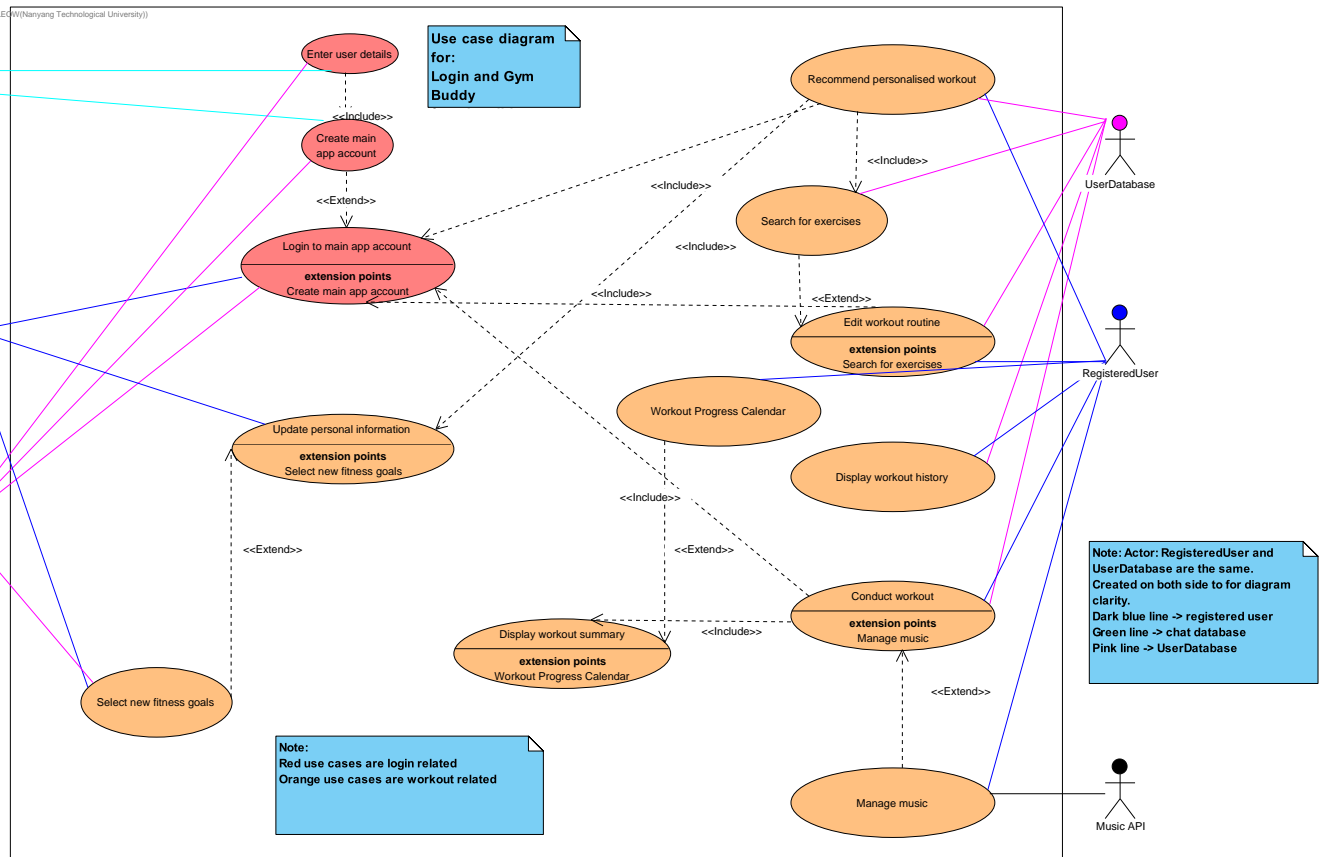 LEOW(Nanyang Technological University))
Enter user details
Use case diagram
for:
Login and Gym
Buddy
Recommend personalised workout
<<Include>>
Create main
app account
<<Include>>
UserDatabase
<<Include>>
<<Extend>>
Search for exercises
Login to main app account
<<Include>>
extension points
Create main app account
<<Include>>
<<Extend>>
Edit workout routine
extension points
Search for exercises
RegisteredUser
Workout Progress Calendar
Update personal information
extension points
Select new fitness goals
Display workout history
<<Include>>
<<Extend>>
<<Extend>>
Note: Actor: RegisteredUser and
UserDatabase are the same.
Created on both side to for diagram
clarity.
Dark blue line -> registered user
Green line -> chat database
Pink line -> UserDatabase
Conduct workout
extension points
Manage music
<<Include>>
Display workout summary
extension points
Workout Progress Calendar
<<Extend>>
Select new fitness goals
Note:
Red use cases are login related
Orange use cases are workout related
Manage music
Music API